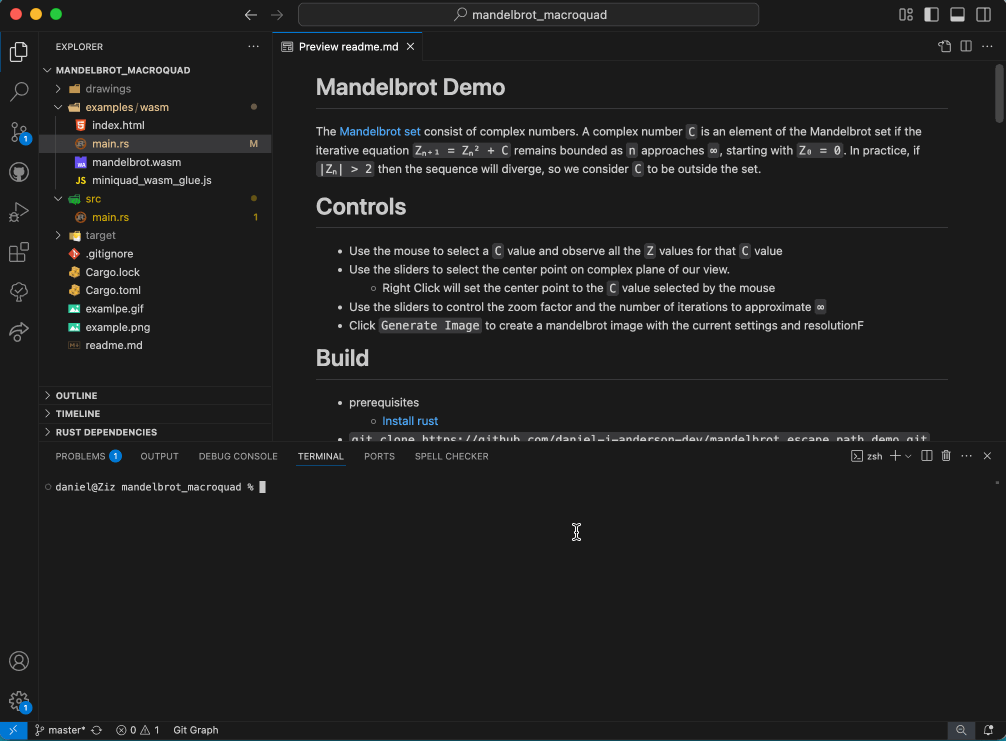 mandelbrot_macroquad
EXPLORER
MANDELBROT_MACROQUAD
drawings
examples / wasm
index.html
main.rs M
mandelbrot.wasm
JS miniquad_wasm_glue.js
src
main.rs 1
target
.gitignore
Cargo.lock
Cargo.toml
examlpe.gif
example.png
readme.md
OUTLINE
TIMELINE
RUST DEPENDENCIES
Preview readme.md
Mandelbrot Demo
The Mandelbrot set consist of complex numbers. A complex number C is an element of the Mandelbrot set if the
iterative equation Zₙ₊₁ = Zₙ² + C remains bounded as n approaches ∞, starting with Z₀ = 0. In practice, if
|Zₙ| > 2 then the sequence will diverge, so we consider C to be outside the set.
Controls
• Use the mouse to select a C value and observe all the Z values for that C value
• Use the sliders to select the center point on complex plane of our view.
○ Right Click will set the center point to the C value selected by the mouse
• Use the sliders to control the zoom factor and the number of iterations to approximate ∞
• Click Generate Image to create a mandelbrot image with the current settings and resolutionF
Build
• prerequisites
○ Install rust
• git clone https://github.com/daniel-j-anderson-dev/mandelbrot_escape_path_demo.git
PROBLEMS 1 OUTPUT DEBUG CONSOLE TERMINAL PORTS SPELL CHECKER zsh
daniel@Ziz mandelbrot_macroquad %
1
1
master* 0 1 Git Graph